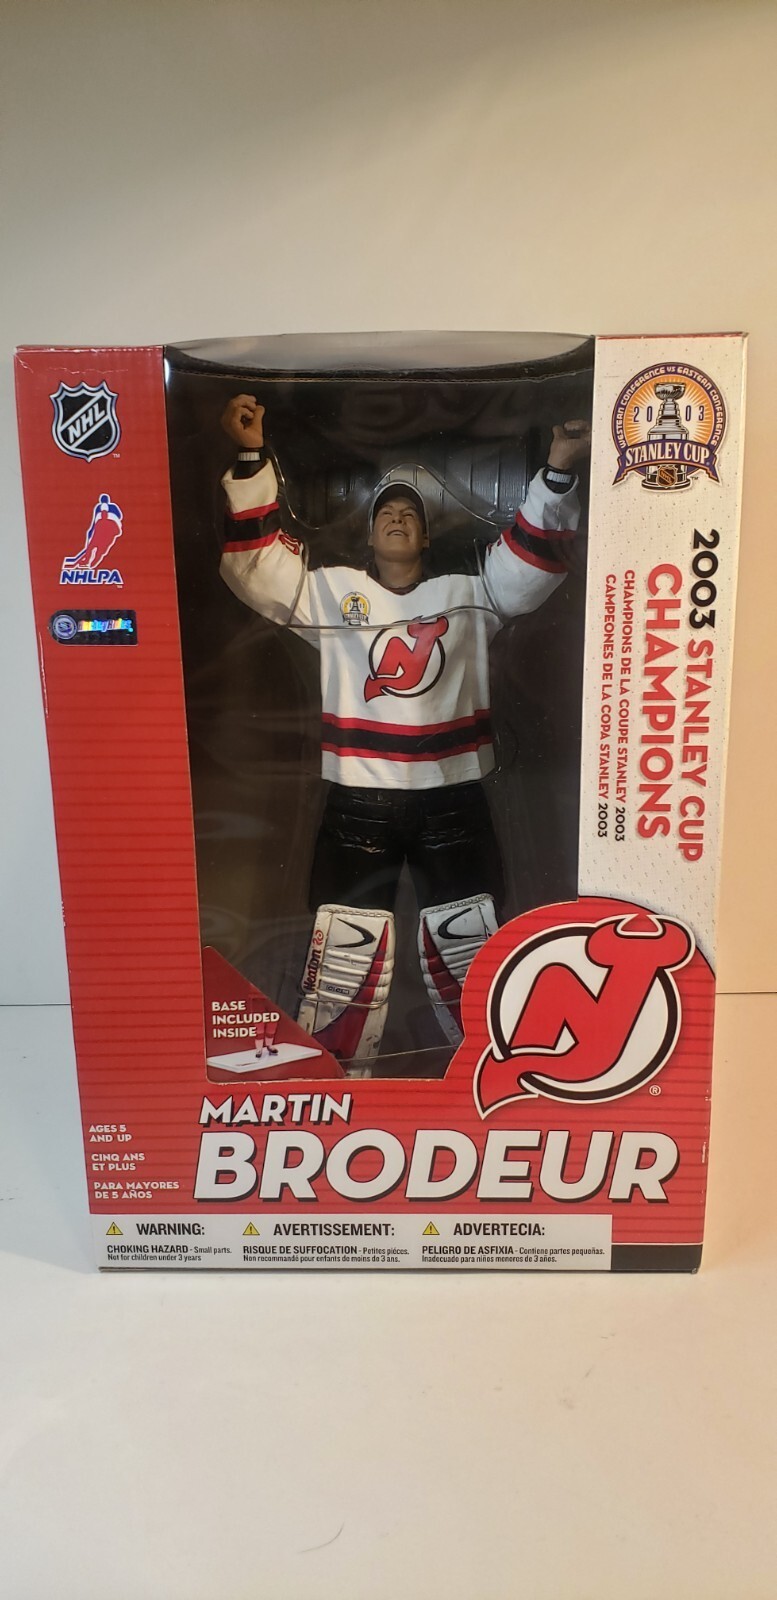 NHL
NHLPA
WESTERN CONFERENCE VS EASTERN CONFERENCE
2003
STANLEY CUP
2003 STANLEY CUP
CHAMPIONS
CHAMPIONS DE LA COUPE STANLEY 2003
CAMPEONES DE LA COPA STANLEY 2003
Heaton
BASE
INCLUDED
INSIDE
MARTIN
BRODEUR
AGES 5
AND UP
CINQ ANS
ET PLUS
PARA MAYORES
DE 5 AÑOS
WARNING:
CHOKING HAZARD - Small parts.
Not for children under 3 years
AVERTISSEMENT:
RISQUE DE SUFFOCATION - Petites pièces.
Non recommandé pour enfants de moins de 3 ans.
ADVERTECIA:
PELIGRO DE ASFIXIA - Contiene partes pequeñas.
Inadecuado para niños menores de 3 años.